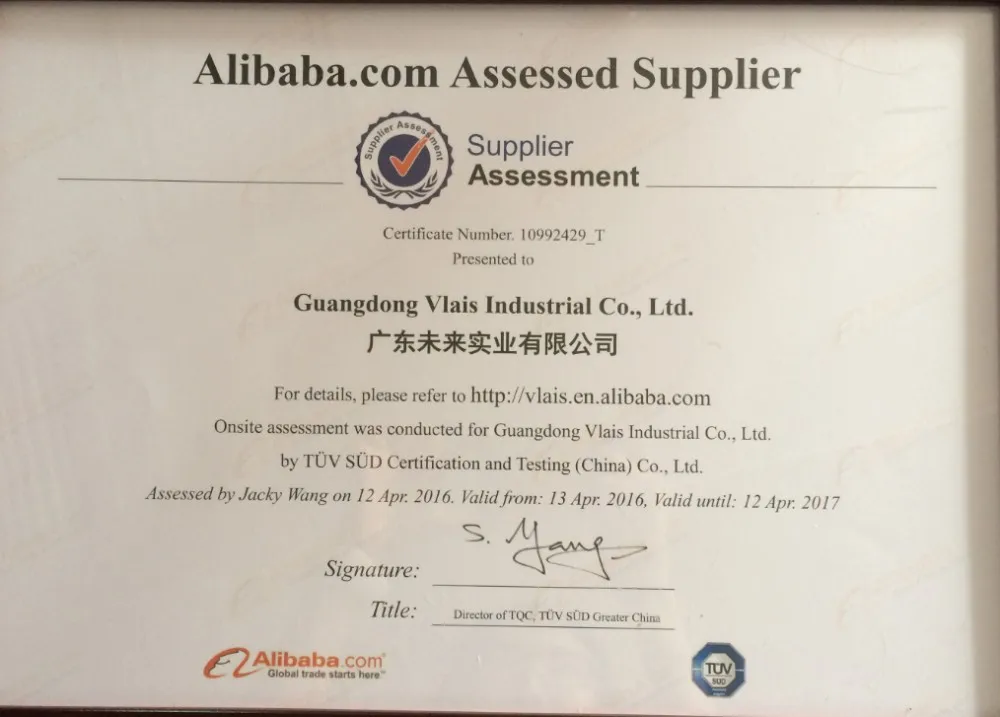 Alibaba.com Assessed Supplier
Supplier Assessment
Supplier
Assessment
Certificate Number. 10992429_T
Presented to
Guangdong Vlais Industrial Co., Ltd.
广东未来实业有限公司
For details, please refer to http://vlais.en.alibaba.com
Onsite assessment was conducted for Guangdong Vlais Industrial Co., Ltd.
by TÜV SÜD Certification and Testing (China) Co., Ltd.
Assessed by Jacky Wang on 12 Apr. 2016. Valid from: 13 Apr. 2016, Valid until: 12 Apr. 2017
S. Yang
Signature:
Title: Director of TQC, TÜV SÜD Greater China
Alibaba.com
Global trade starts here.™
TÜV
SÜD